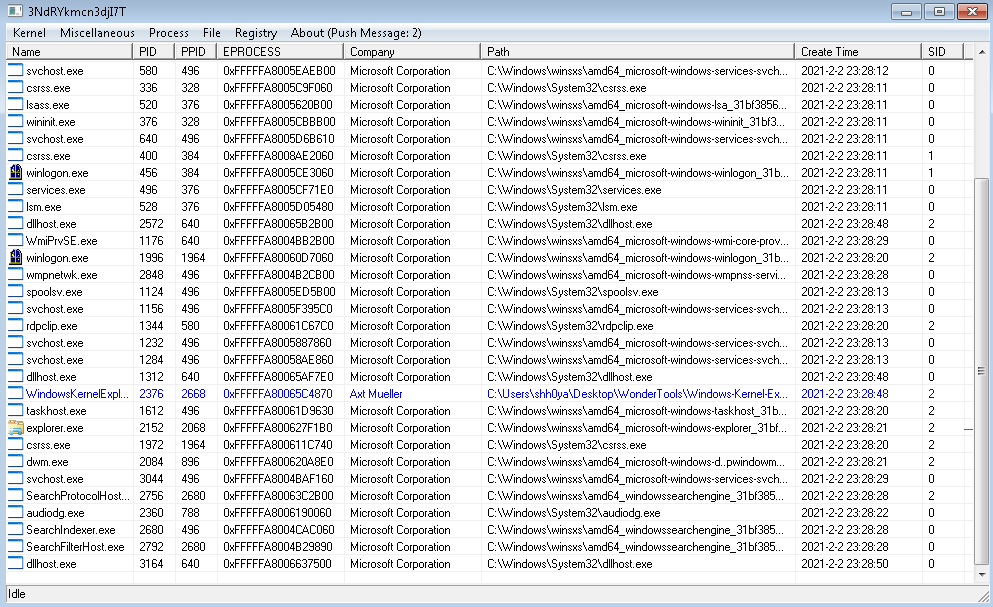 3NdRYkmcn3djI7T
Kernel Miscellaneous Process File Registry About (Push Message: 2)
Name PID PPID EPROCESS Company Path Create Time SID
svchost.exe 580 496 0xFFFFFA8005EAEB00 Microsoft Corporation C:\Windows\winsxs\amd64_microsoft-windows-services-svch... 2021-2-2 23:28:12 0
csrss.exe 336 328 0xFFFFFA8005C9F060 Microsoft Corporation C:\Windows\System32\csrss.exe 2021-2-2 23:28:11 0
lsass.exe 520 376 0xFFFFFA8005620B00 Microsoft Corporation C:\Windows\winsxs\amd64_microsoft-windows-lsa_31bf3856... 2021-2-2 23:28:11 0
wininit.exe 376 328 0xFFFFFA8005CBBB00 Microsoft Corporation C:\Windows\winsxs\amd64_microsoft-windows-wininit_31bf3... 2021-2-2 23:28:11 0
svchost.exe 640 496 0xFFFFFA8005D6B610 Microsoft Corporation C:\Windows\winsxs\amd64_microsoft-windows-services-svch... 2021-2-2 23:28:11 0
csrss.exe 400 384 0xFFFFFA8008AE2060 Microsoft Corporation C:\Windows\System32\csrss.exe 2021-2-2 23:28:11 1
winlogon.exe 456 384 0xFFFFFA8005CE3060 Microsoft Corporation C:\Windows\winsxs\amd64_microsoft-windows-winlogon_31b... 2021-2-2 23:28:11 1
services.exe 496 376 0xFFFFFA8005CF71E0 Microsoft Corporation C:\Windows\System32\services.exe 2021-2-2 23:28:11 0
lsm.exe 528 376 0xFFFFFA8005D05480 Microsoft Corporation C:\Windows\System32\lsm.exe 2021-2-2 23:28:11 0
dllhost.exe 2572 640 0xFFFFFA80065B2B00 Microsoft Corporation C:\Windows\System32\dllhost.exe 2021-2-2 23:28:48 2
WmiPrvSE.exe 1176 640 0xFFFFFA8004BB2B00 Microsoft Corporation C:\Windows\winsxs\amd64_microsoft-windows-wmi-core-prov... 2021-2-2 23:28:29 0
winlogon.exe 1996 1964 0xFFFFFA80060D7060 Microsoft Corporation C:\Windows\winsxs\amd64_microsoft-windows-winlogon_31b... 2021-2-2 23:28:20 2
wmpnetwk.exe 2848 496 0xFFFFFA8004B2CB00 Microsoft Corporation C:\Windows\winsxs\amd64_microsoft-windows-wmpnss-servi... 2021-2-2 23:28:28 0
spoolsv.exe 1124 496 0xFFFFFA8005ED5B00 Microsoft Corporation C:\Windows\System32\spoolsv.exe 2021-2-2 23:28:13 0
svchost.exe 1156 496 0xFFFFFA8005F395C0 Microsoft Corporation C:\Windows\winsxs\amd64_microsoft-windows-services-svch... 2021-2-2 23:28:13 0
rdpclip.exe 1344 580 0xFFFFFA80061C67C0 Microsoft Corporation C:\Windows\System32\rdpclip.exe 2021-2-2 23:28:20 2
svchost.exe 1232 496 0xFFFFFA8005887860 Microsoft Corporation C:\Windows\winsxs\amd64_microsoft-windows-services-svch... 2021-2-2 23:28:13 0
svchost.exe 1284 496 0xFFFFFA80058AE860 Microsoft Corporation C:\Windows\winsxs\amd64_microsoft-windows-services-svch... 2021-2-2 23:28:13 0
dllhost.exe 1312 640 0xFFFFFA80065AF7E0 Microsoft Corporation C:\Windows\System32\dllhost.exe 2021-2-2 23:28:48 0
WindowsKernelExpl... 2376 2668 0xFFFFFA80065C4870 Axt Mueller C:\Users\shh0ya\Desktop\WonderTools\Windows-Kernel-Ex... 2021-2-2 23:28:48 2
taskhost.exe 1612 496 0xFFFFFA80061D9630 Microsoft Corporation C:\Windows\winsxs\amd64_microsoft-windows-taskhost_31b... 2021-2-2 23:28:20 2
explorer.exe 2152 2068 0xFFFFFA800627F1B0 Microsoft Corporation C:\Windows\winsxs\amd64_microsoft-windows-explorer_31bf... 2021-2-2 23:28:21 2
csrss.exe 1972 1964 0xFFFFFA800611C740 Microsoft Corporation C:\Windows\System32\csrss.exe 2021-2-2 23:28:20 2
dwm.exe 2084 896 0xFFFFFA800620A8E0 Microsoft Corporation C:\Windows\winsxs\amd64_microsoft-windows-d..pwindowm... 2021-2-2 23:28:21 2
svchost.exe 3044 496 0xFFFFFA8004BAF160 Microsoft Corporation C:\Windows\winsxs\amd64_microsoft-windows-services-svch... 2021-2-2 23:28:29 0
SearchProtocolHost... 2756 2680 0xFFFFFA80063C2B00 Microsoft Corporation C:\Windows\winsxs\amd64_windowssearchengine_31bf385... 2021-2-2 23:28:28 2
audiodg.exe 2360 788 0xFFFFFA8006190060 Microsoft Corporation C:\Windows\System32\audiodg.exe 2021-2-2 23:28:22 0
SearchIndexer.exe 2680 496 0xFFFFFA8004CAC060 Microsoft Corporation C:\Windows\winsxs\amd64_windowssearchengine_31bf385... 2021-2-2 23:28:28 0
SearchFilterHost.exe 2792 2680 0xFFFFFA8004B29890 Microsoft Corporation C:\Windows\winsxs\amd64_windowssearchengine_31bf385... 2021-2-2 23:28:28 0
dllhost.exe 3164 640 0xFFFFFA8006637500 Microsoft Corporation C:\Windows\System32\dllhost.exe 2021-2-2 23:28:50 0
Idle